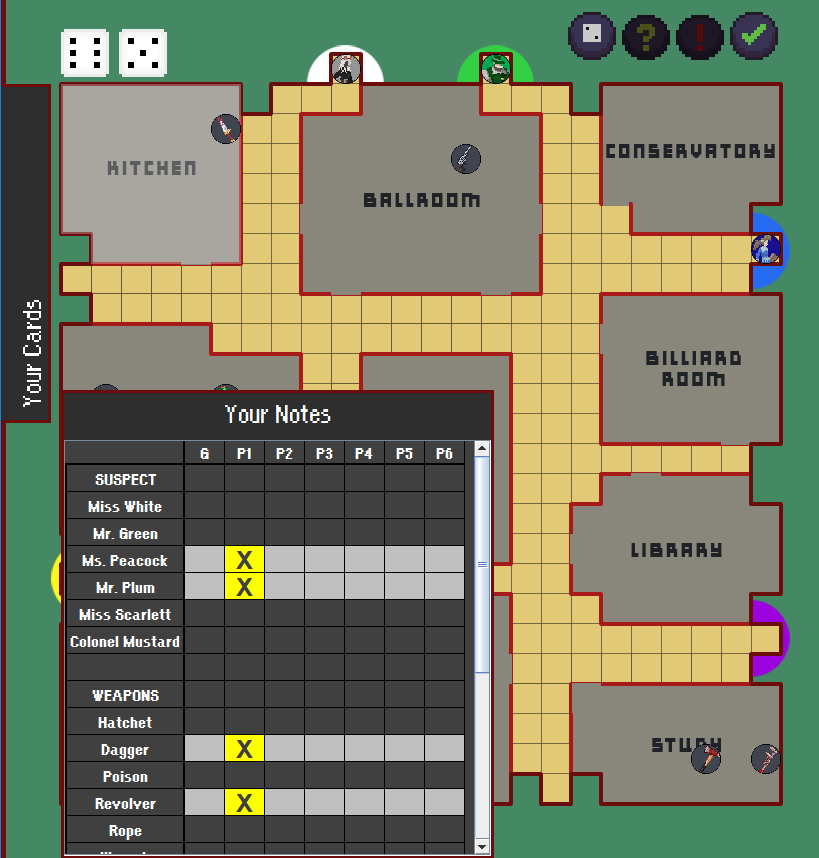 KITCHEN
BALLROOM
CONSERVATORY
BILLIARD
ROOM
LIBRARY
STUDY
Your Cards
Your Notes
G P1 P2 P3 P4 P5 P6
SUSPECT
Miss White
Mr. Green
Ms. Peacock X
Mr. Plum X
Miss Scarlett
Colonel Mustard
WEAPONS
Hatchet
Dagger X
Poison
Revolver X
Rope